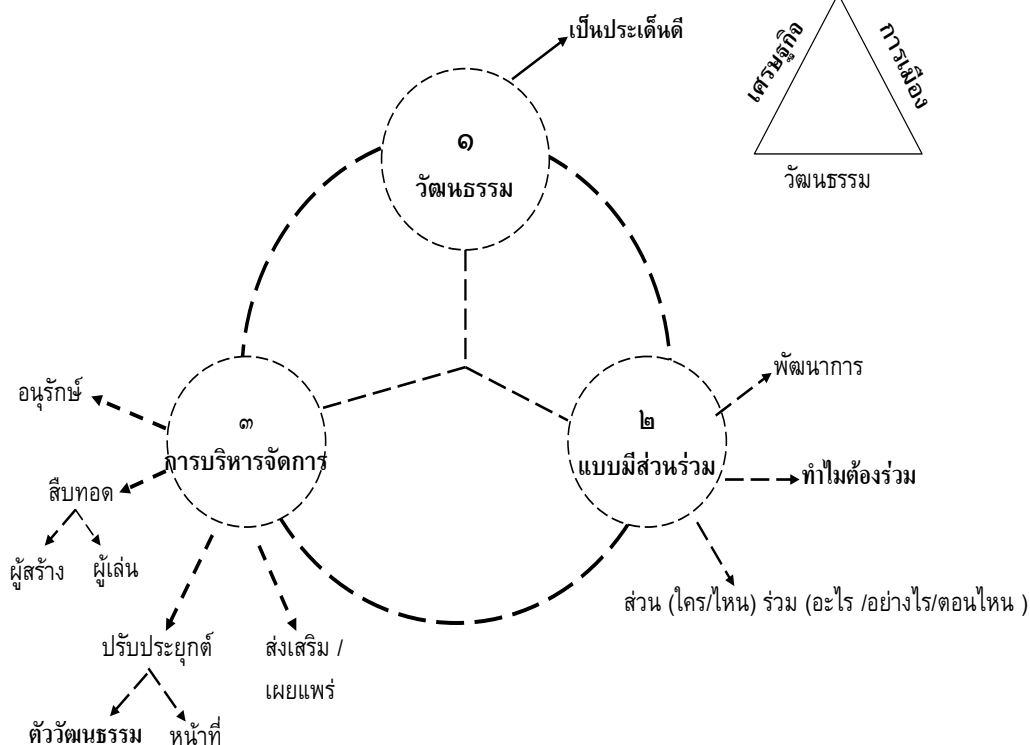 เป็นประเด็นดี
เศรษฐกิจ
การเมือง
วัฒนธรรม
๑
วัฒนธรรม
พัฒนาการ
อนุรักษ์
๓
การบริหารจัดการ
๒
แบบมีส่วนร่วม
ทำไมต้องร่วม
สืบทอด
ผู้สร้าง
ผู้เล่น
ส่วน (ใคร/ไหน) ร่วม (อะไร /อย่างไร/ตอนไหน )
ปรับประยุกต์
ส่งเสริม /
เผยแพร่
ตัววัฒนธรรม
หน้าที่